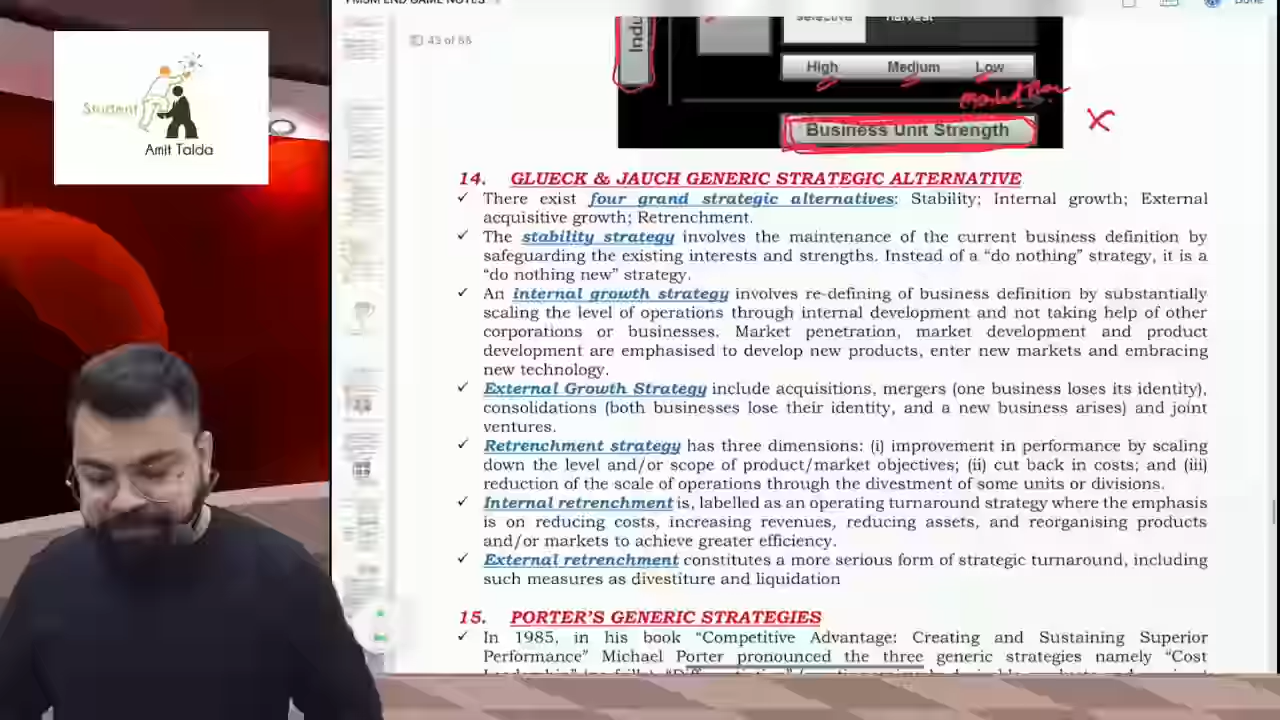 Student
Amit Talda
43 of 86
selective
harvest
High Medium Low
Business Unit Strength
14. GLUECK & JAUCH GENERIC STRATEGIC ALTERNATIVE
✓ There exist four grand strategic alternatives: Stability; Internal growth; External
acquisitive growth; Retrenchment.
✓ The stability strategy involves the maintenance of the current business definition by
safeguarding the existing interests and strengths. Instead of a “do nothing” strategy, it is a
“do nothing new” strategy.
✓ An internal growth strategy involves re-defining of business definition by substantially
scaling the level of operations through internal development and not taking help of other
corporations or businesses. Market penetration, market development and product
development are emphasised to develop new products, enter new markets and embracing
new technology.
✓ External Growth Strategy include acquisitions, mergers (one business loses its identity),
consolidations (both businesses lose their identity, and a new business arises) and joint
ventures.
✓ Retrenchment strategy has three dimensions: (i) improvement in performance by scaling
down the level and/or scope of product/market objectives; (ii) cut back in costs; and (iii)
reduction of the scale of operations through the divestment of some units or divisions.
✓ Internal retrenchment is, labelled as an operating turnaround strategy where the emphasis
is on reducing costs, increasing revenues, reducing assets, and reorganising products
and/or markets to achieve greater efficiency.
✓ External retrenchment constitutes a more serious form of strategic turnaround, including
such measures as divestiture and liquidation
15. PORTER’S GENERIC STRATEGIES
✓ In 1985, in his book “Competitive Advantage: Creating and Sustaining Superior
Performance” Michael Porter pronounced the three generic strategies namely “Cost